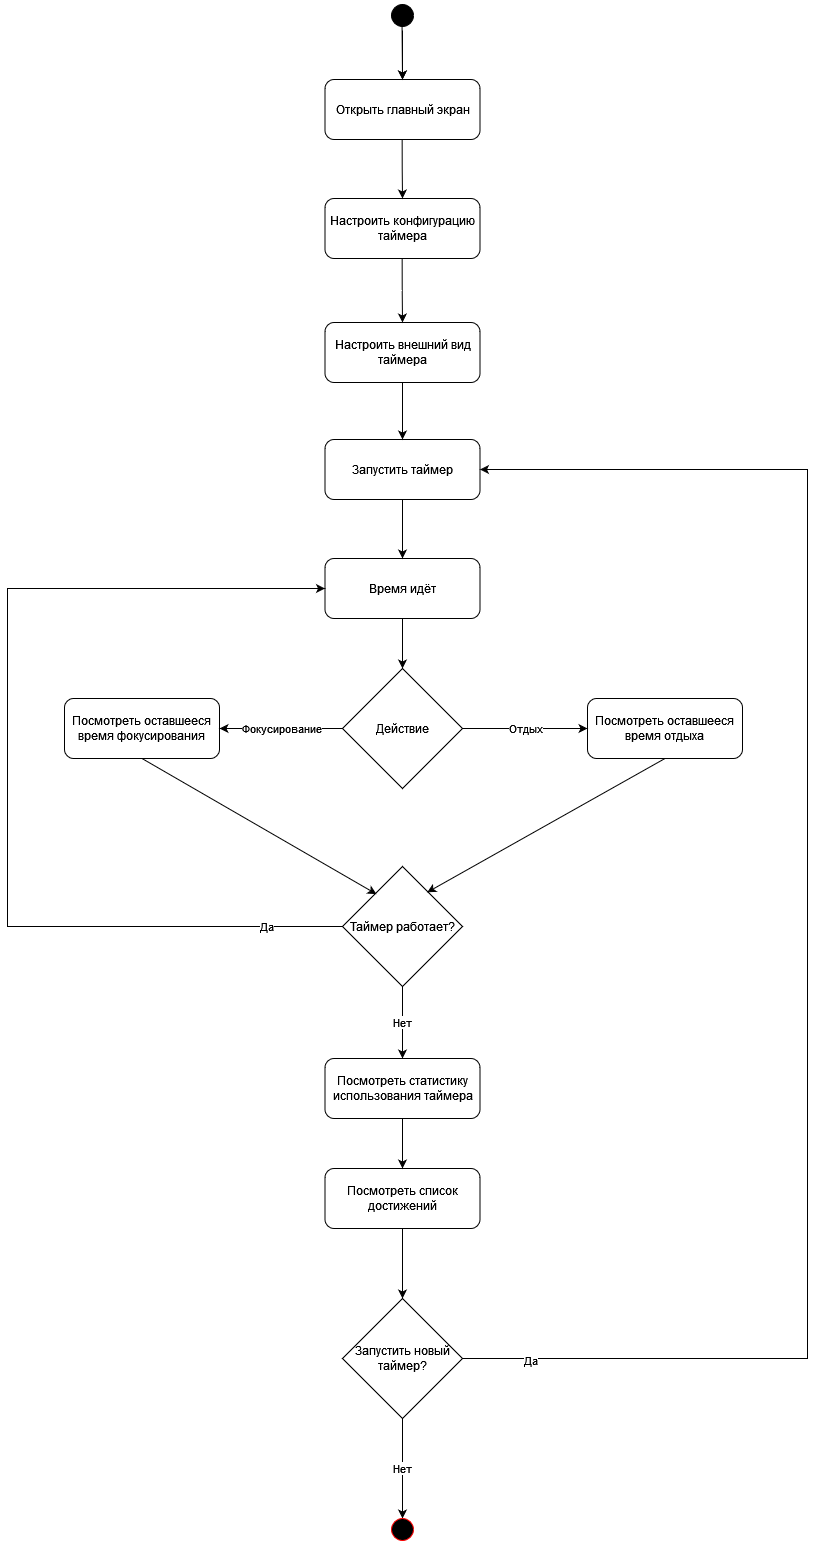 Открыть главный экран
Настроить конфигурацию
таймера
Настроить внешний вид
таймера
Запустить таймер
Время идёт
Посмотреть оставшееся
время фокусирования
Фокусирование
Действие
Отдых
Посмотреть оставшееся
время отдыха
Таймер работает?
Да
Нет
Посмотреть статистику
использования таймера
Посмотреть список
достижений
Запустить новый
таймер?
Да
Нет